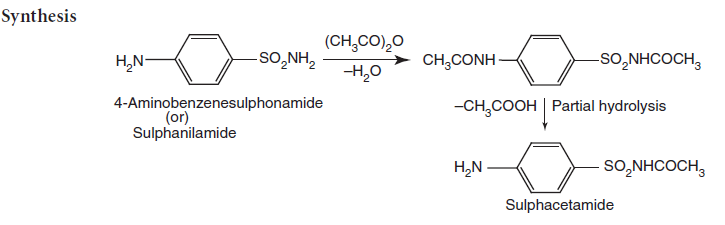 Synthesis
(CH₃CO)₂O
H₂N
SO₂NH₂
–H₂O
CH₃CONH
SO₂NHCOCH₃
4-Aminobenzenesulphonamide
(or)
Sulphanilamide
–CH₃COOH Partial hydrolysis
H₂N
SO₂NHCOCH₃
Sulphacetamide